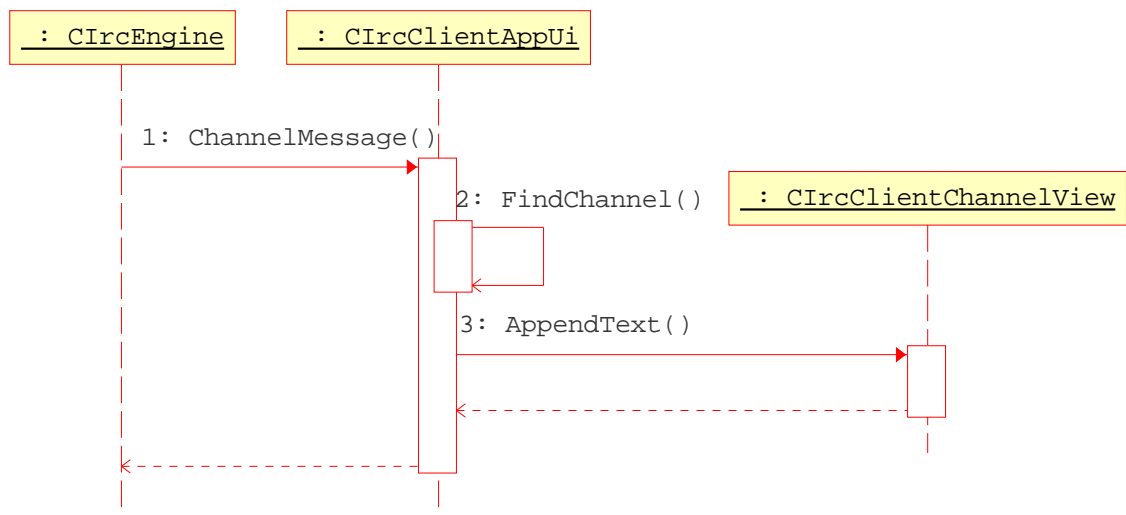 : CIrcEngine
: CIrcClientAppUi
1: ChannelMessage()
2: FindChannel()
: CIrcClientChannelView
3: AppendText()